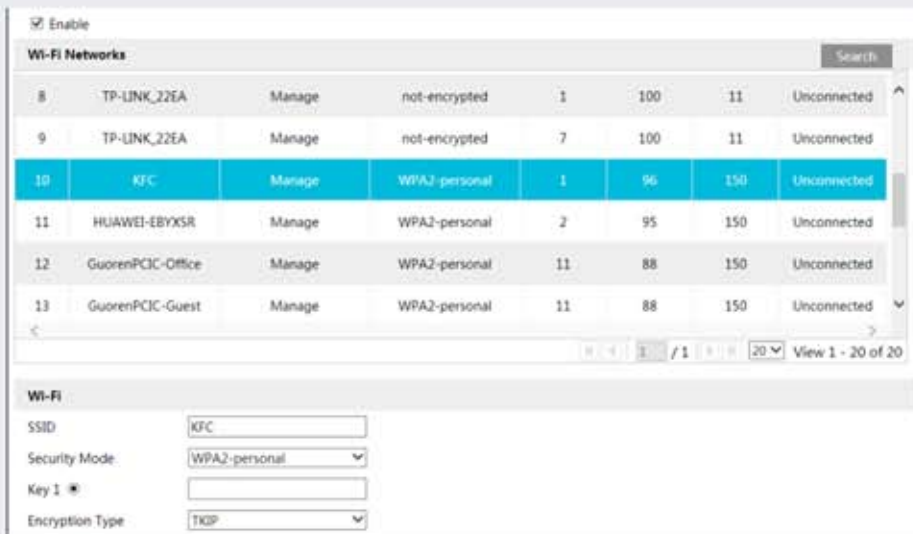 Enable
Wi-Fi Networks Search
8 TP-LINK_22EA Manage not-encrypted 1 100 11 Unconnected
9 TP-LINK_22EA Manage not-encrypted 7 100 11 Unconnected
10 KFC Manage WPA2-personal 1 96 150 Unconnected
11 HUAWEI-EBYXSR Manage WPA2-personal 2 95 150 Unconnected
12 GuorenPCIC-Office Manage WPA2-personal 11 88 150 Unconnected
13 GuorenPCIC-Guest Manage WPA2-personal 11 88 150 Unconnected
1 / 1 20 View 1 - 20 of 20
Wi-Fi
SSID KFC
Security Mode WPA2-personal
Key 1
Encryption Type TKIP